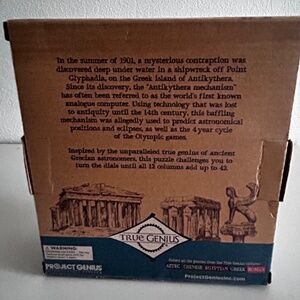 In the summer of 1901, a mysterious contraption was
discovered deep under water in a shipwreck off Point
Glyphadia, on the Greek Island of Antikythera.
Since its discovery, the "Antikythera mechanism"
has often been referred to as the world's first known
analogue computer. Using technology that was lost
to antiquity until the 14th century, this baffling
mechanism was allegedly used to predict astronomical
positions and eclipses, as well as the 4 year cycle
of the Olympic games.
Inspired by the unparalleled true genius of ancient
Grecian astronomers, this puzzle challenges you to
turn the dials until all 12 columns add up to 42.
TRUE GENIUS
WARNING:
PROJECT GENIUS
AZTEC CHINESE EGYPTIAN GREEK ROMAN
ProjectGeniusinc.com